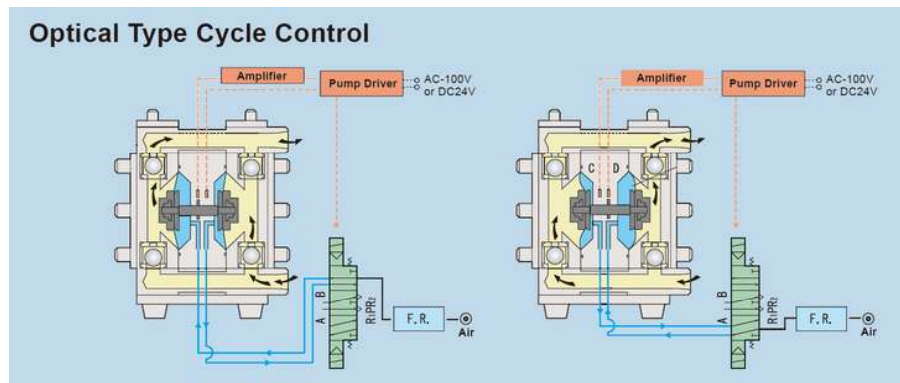 Optical Type Cycle Control
Amplifier
Pump Driver
AC-100V
or DC24V
B
A
R1PR2
F. R.
Air
Amplifier
Pump Driver
AC-100V
or DC24V
C D
B
A
R1PR2
F. R.
Air